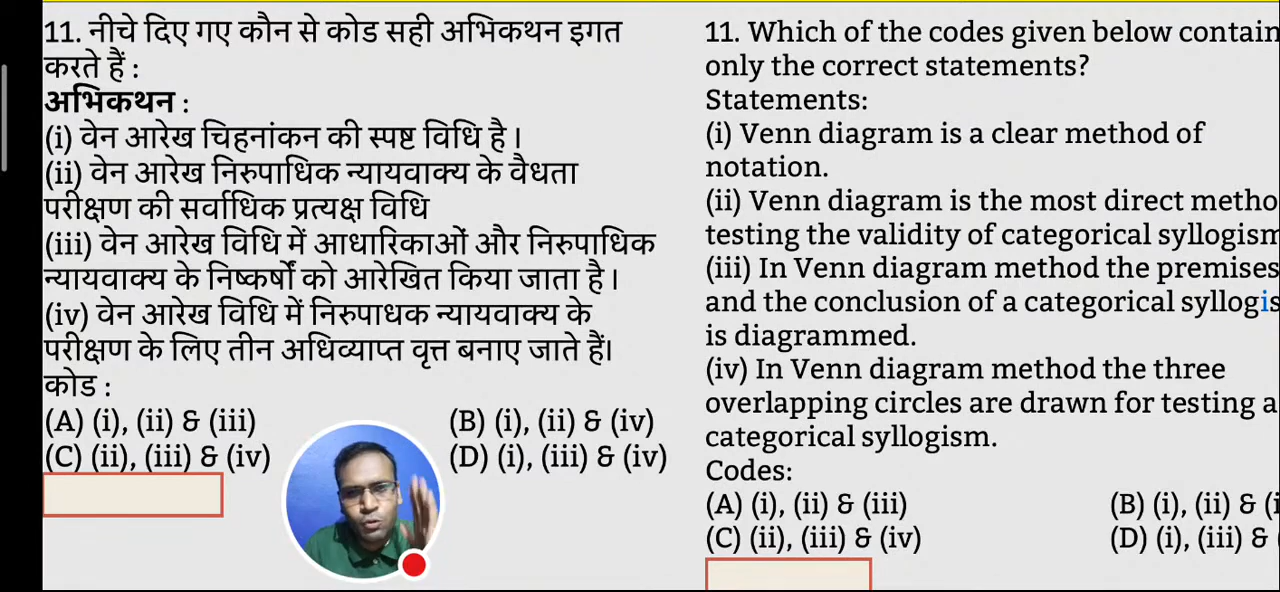 11. नीचे दिए गए कौन से कोड सही अभिकथन इगत
करते हैं :
अभिकथन :
(i) वेन आरेख चिहनांकन की स्पष्ट विधि है ।
(ii) वेन आरेख निरुपाधिक न्यायवाक्य के वैधता
परीक्षण की सर्वाधिक प्रत्यक्ष विधि
(iii) वेन आरेख विधि में आधारिकाओं और निरुपाधिक
न्यायवाक्य के निष्कर्षों को आरेखित किया जाता है ।
(iv) वेन आरेख विधि में निरुपाधक न्यायवाक्य के
परीक्षण के लिए तीन अधिव्याप्त वृत्त बनाए जाते हैं।
कोड :
(A) (i), (ii) & (iii) (B) (i), (ii) & (iv)
(C) (ii), (iii) & (iv) (D) (i), (iii) & (iv)
11. Which of the codes given below contain
only the correct statements?
Statements:
(i) Venn diagram is a clear method of
notation.
(ii) Venn diagram is the most direct metho
testing the validity of categorical syllogism
(iii) In Venn diagram method the premises
and the conclusion of a categorical syllogis
is diagrammed.
(iv) In Venn diagram method the three
overlapping circles are drawn for testing a
categorical syllogism.
Codes:
(A) (i), (ii) & (iii) (B) (i), (ii) & (i
(C) (ii), (iii) & (iv) (D) (i), (iii) & (